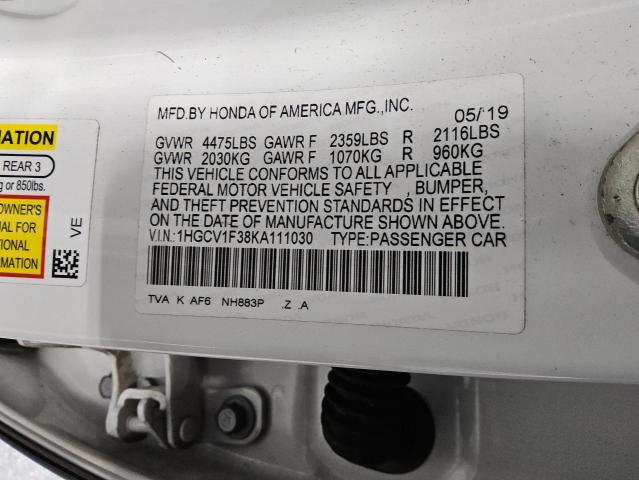 MFD.BY HONDA OF AMERICA MFG.,INC. 05/19
GVWR 4475LBS GAWR F 2359LBS R 2116LBS
GVWR 2030KG GAWR F 1070KG R 960KG
THIS VEHICLE CONFORMS TO ALL APPLICABLE
FEDERAL MOTOR VEHICLE SAFETY , BUMPER,
AND THEFT PREVENTION STANDARDS IN EFFECT
ON THE DATE OF MANUFACTURE SHOWN ABOVE.
V.I.N.:1HGCV1F38KA111030 TYPE:PASSENGER CAR
TVA K AF6 NH883P .Z .A
MATION
REAR 3
or 850lbs.
OWNER'S
UAL FOR
TIONAL
RMATION
VE